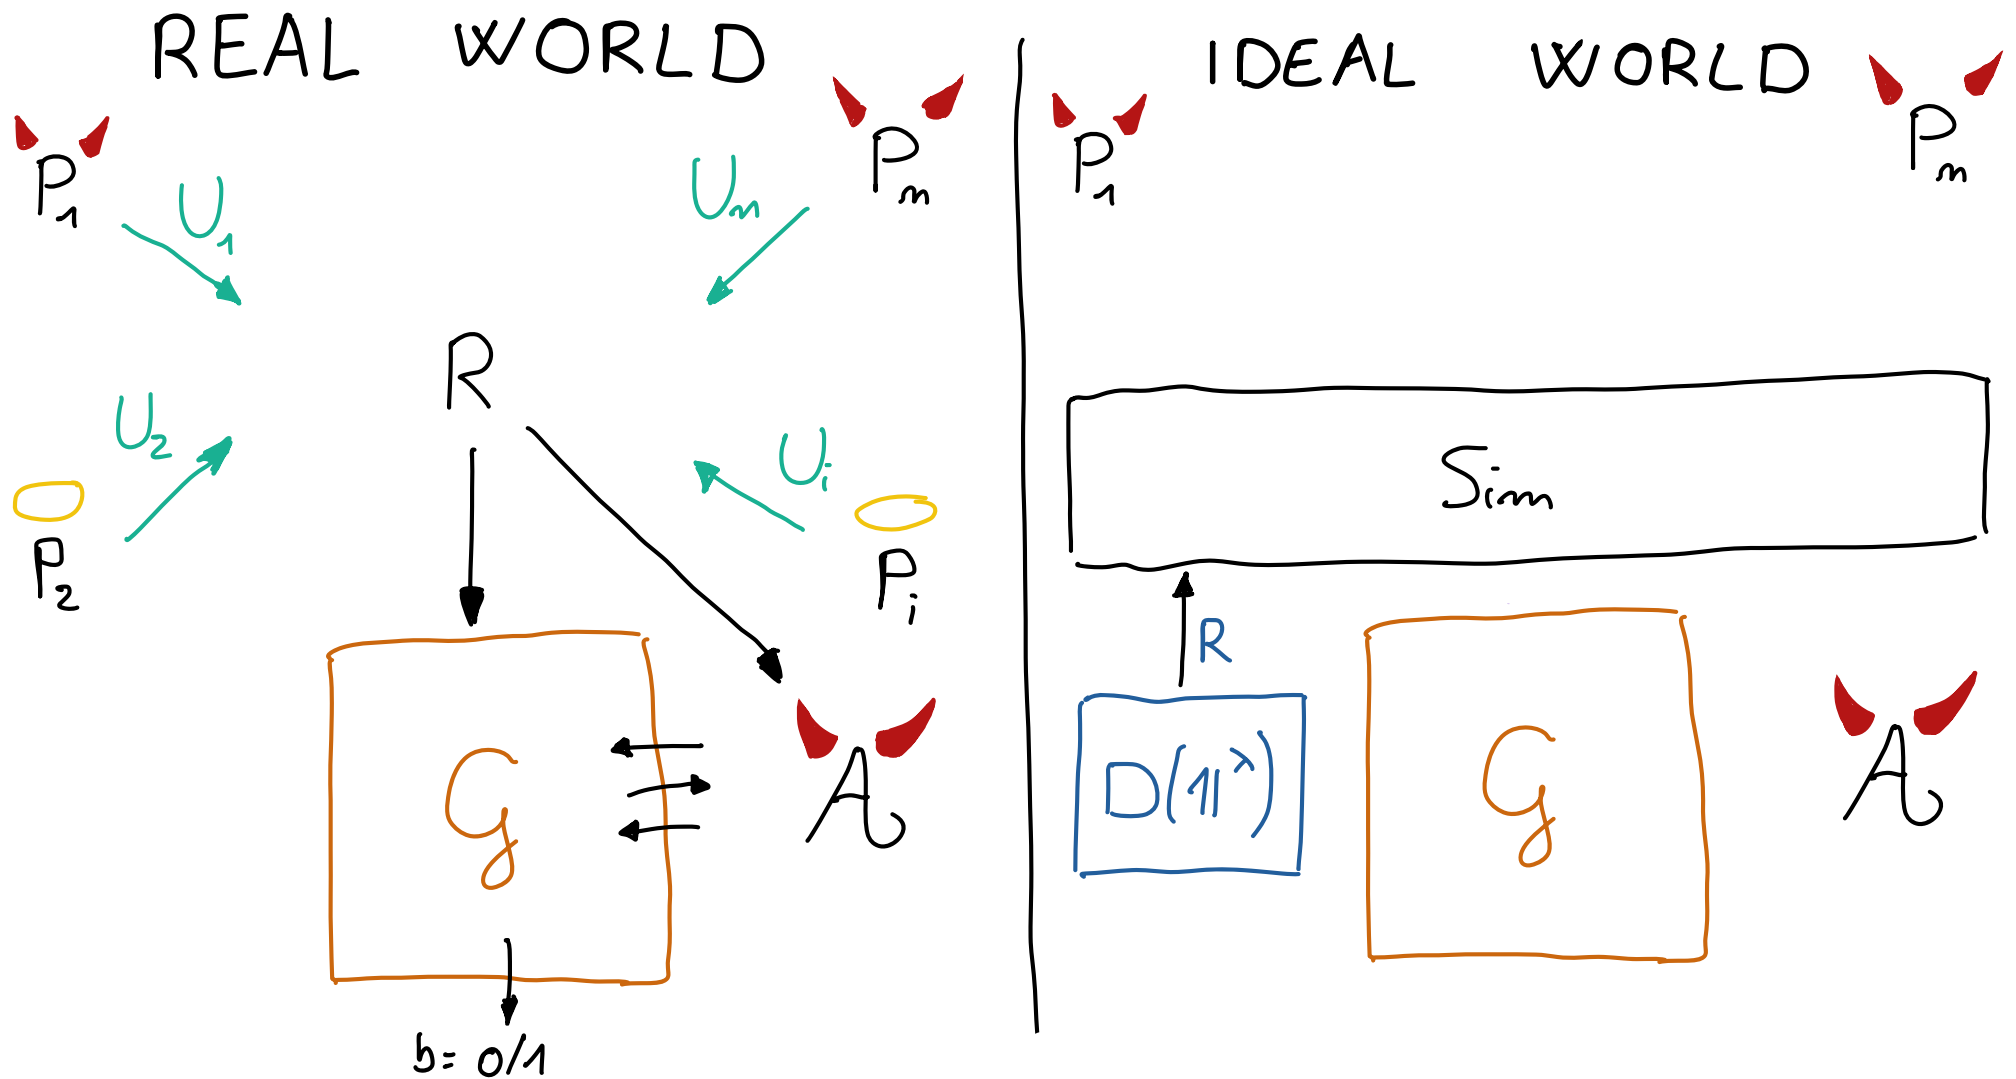 REAL WORLD
P1
U1
Un
Pn
U2
P2
R
Ui
Pi
G
A
b= 0/1
IDEAL WORLD
P1
Pn
Sim
R
D(1^λ)
G
A